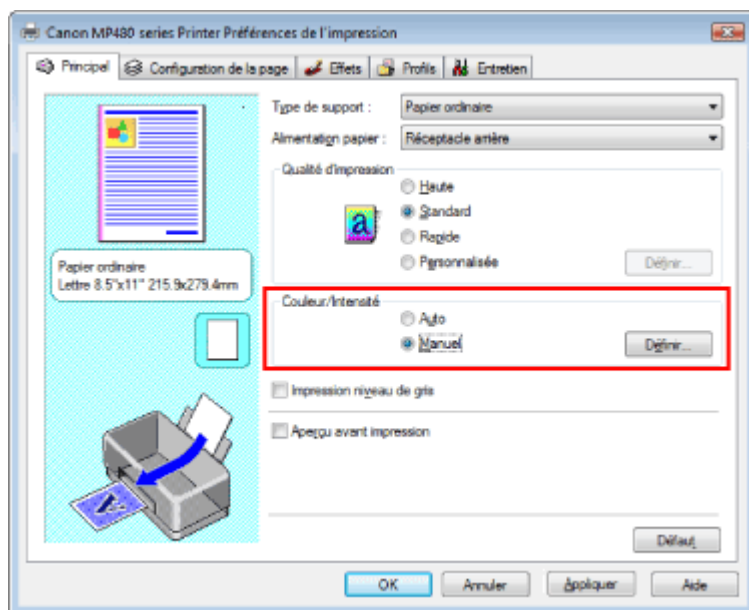 Canon MP480 series Printer Préférences de l'impression
Principal Configuration de la page Effets Profils Entretien
Type de support : Papier ordinaire
Alimentation papier : Réceptacle arrière
Qualité d'impression
Haute
a Standard
Rapide
Personnalisée Définir...
Papier ordinaire
Lettre 8.5"x11" 215.9x279.4mm
Couleur/Intensité
Auto
Manuel Définir...
Impression niveau de gris
Aperçu avant impression
A
Défaut
OK Annuler Appliquer Aide